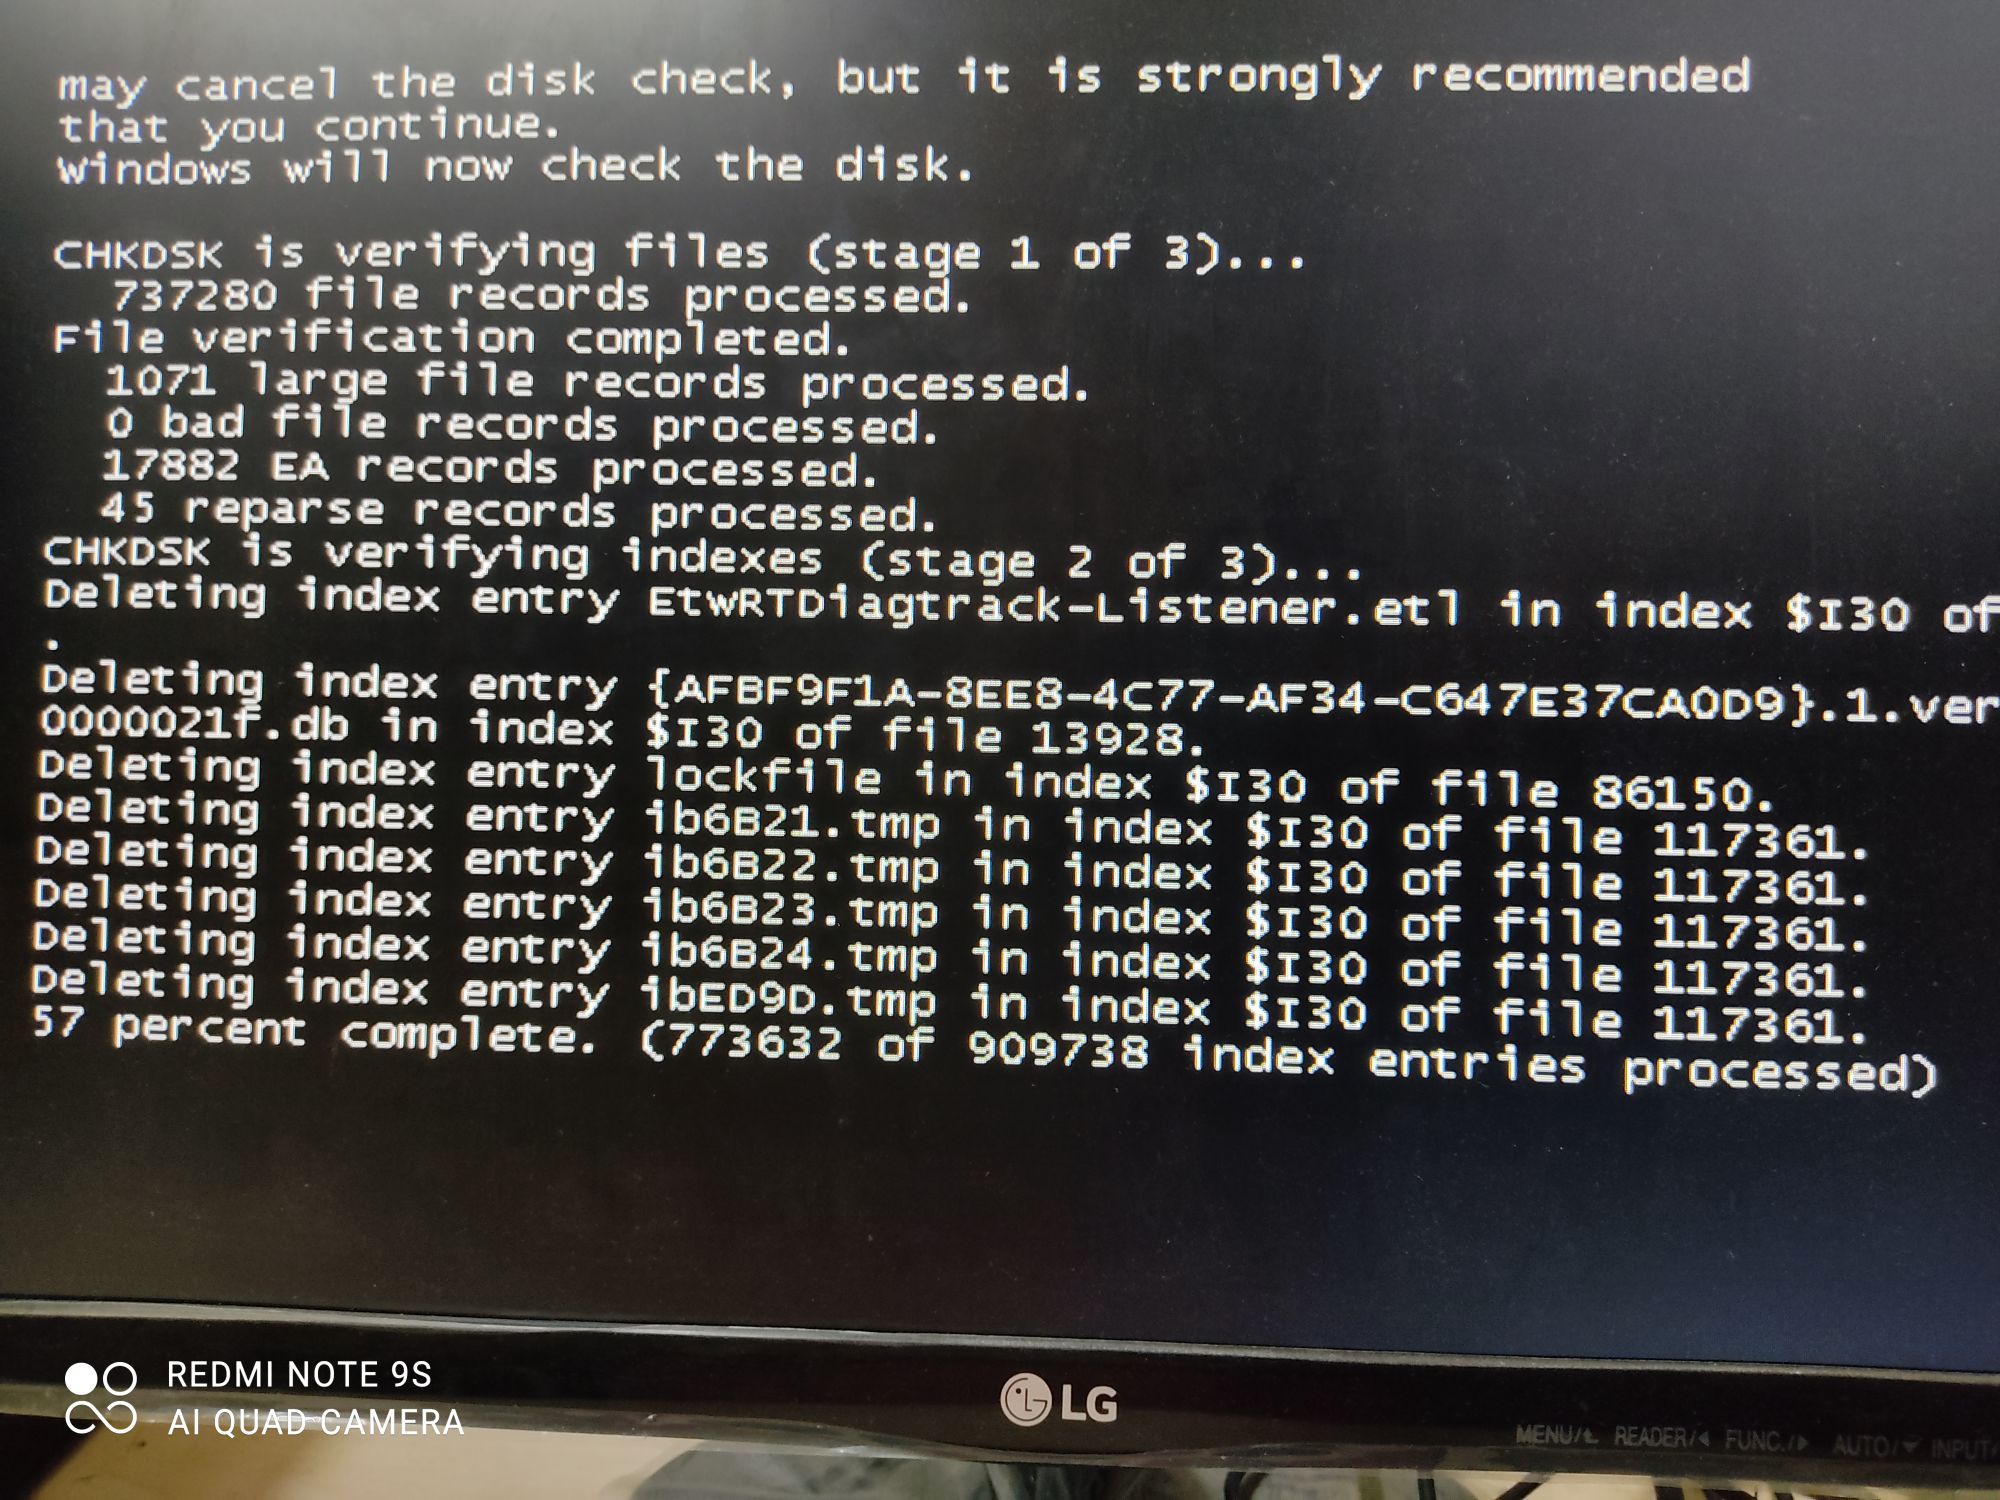 may cancel the disk check, but it is strongly recommended
that you continue.
Windows will now check the disk.
CHKDSK is verifying files (stage 1 of 3)...
737280 file records processed.
File verification completed.
1071 large file records processed.
0 bad file records processed.
17882 EA records processed.
45 reparse records processed.
CHKDSK is verifying indexes (stage 2 of 3)...
Deleting index entry EtwRTDiagtrack-Listener.etl in index $I30 of
.
Deleting index entry {AFBF9F1A-8EE8-4C77-AF34-C647E37CA0D9}.1.ver
0000021f.db in index $I30 of file 13928.
Deleting index entry lockfile in index $I30 of file 86150.
Deleting index entry ib6B21.tmp in index $I30 of file 117361.
Deleting index entry ib6B22.tmp in index $I30 of file 117361.
Deleting index entry ib6B23.tmp in index $I30 of file 117361.
Deleting index entry ib6B24.tmp in index $I30 of file 117361.
Deleting index entry ibED9D.tmp in index $I30 of file 117361.
57 percent complete. (773632 of 909738 index entries processed)
REDMI NOTE 9S
AI QUAD CAMERA
LG
MENU/ READER/ FUNC./ AUTO/ INPUT/